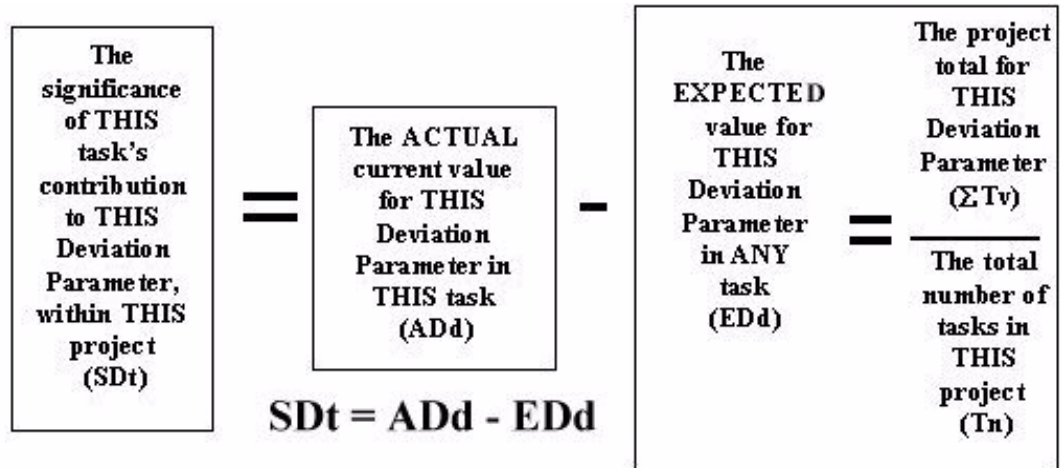 The
significance
of THIS
task's
contribution
to THIS
Deviation
Parameter,
within THIS
project
(SDt)
=
The ACTUAL
current value
for THIS
Deviation
Parameter in
THIS task
(ADd)
-
The
EXPECTED
value for
THIS
Deviation
Parameter
in ANY
task
(EDd)
=
The project
total for
THIS
Deviation
Parameter
(ΣTv)
The total
number of
tasks in
THIS
project
(Tn)
SDt = ADd - EDd